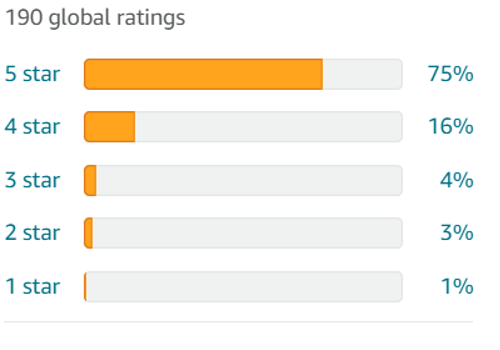 190 global ratings
5 star 75%
4 star 16%
3 star 4%
2 star 3%
1 star 1%